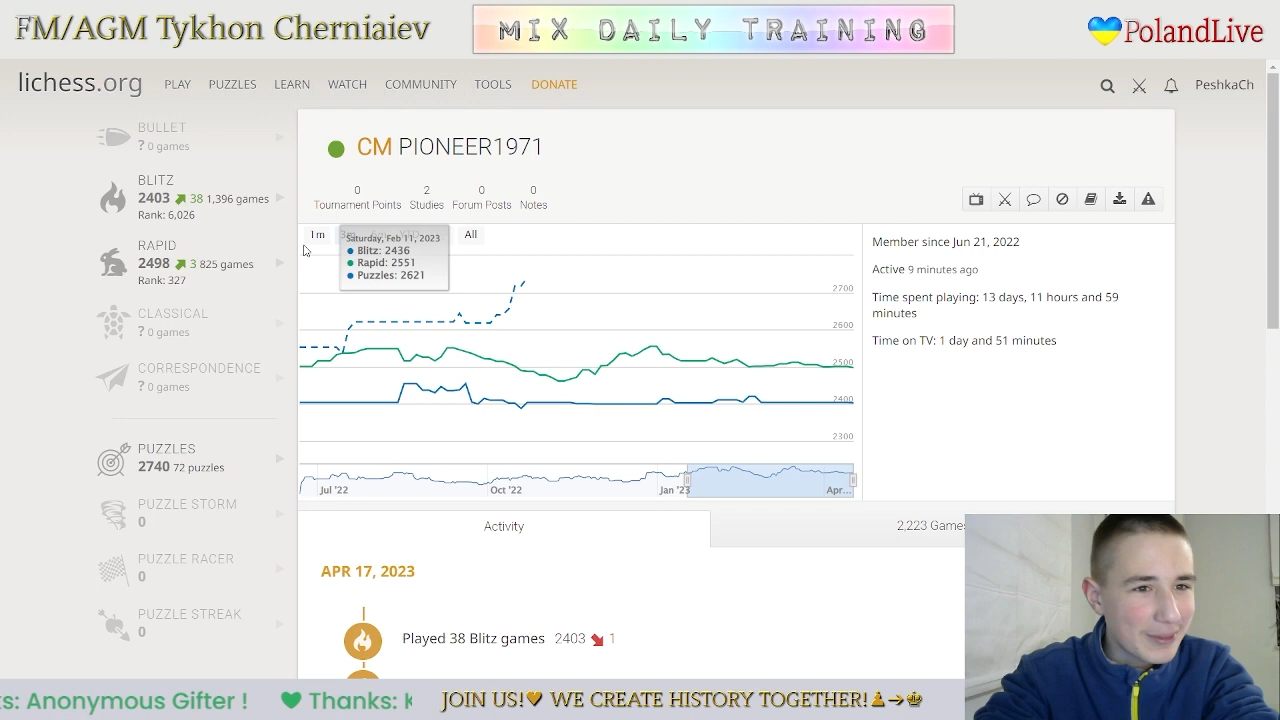 FM/AGM Tykhon Cherniaiev
MIX DAILY TRAINING
PolandLive
lichess.org PLAY PUZZLES LEARN WATCH COMMUNITY TOOLS DONATE PeshkaCh
BULLET
? 0 games
BLITZ
2403 38 1,396 games
Rank: 6,026
RAPID
2498 3 825 games
Rank: 327
CLASSICAL
? 0 games
CORRESPONDENCE
? 0 games
PUZZLES
2740 72 puzzles
PUZZLE STORM
0
PUZZLE RACER
0
PUZZLE STREAK
0
CM PIONEER1971
0 2 0 0
Tournament Points Studies Forum Posts Notes
1m All
Saturday, Feb 11, 2023
Blitz: 2436
Rapid: 2551
Puzzles: 2621
2700
2600
2500
2400
2300
Jul '22 Oct '22 Jan '23 Apr...
Member since Jun 21, 2022
Active 9 minutes ago
Time spent playing: 13 days, 11 hours and 59
minutes
Time on TV: 1 day and 51 minutes
Activity 2,223 Games
APR 17, 2023
Played 38 Blitz games 2403 1
s: Anonymous Gifter ! Thanks:
JOIN US! WE CREATE HISTORY TOGETHER!